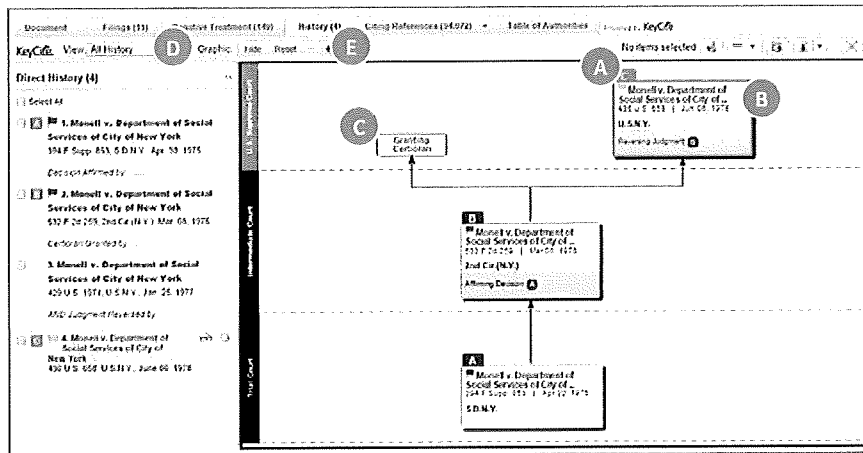 Document
Filings (11)
Negative Treatment (149)
History (4)
Citing References (94,072)
Table of Authorities
KeyCite
KeyCite. View: All History
D
Graphic:
Hide
Reset
E
No items selected
Direct History (4)
Select All
1. Monell v. Department of Social
Services of City of New York
394 F.Supp. 853, S.D.N.Y., Apr. 30, 1975
Decision Affirmed by
2. Monell v. Department of Social
Services of City of New York
532 F.2d 259, 2nd Cir.(N.Y.), Mar. 08, 1976
Certiorari Granted by
3. Monell v. Department of Social
Services of City of New York
429 U.S. 1071, U.S.N.Y., Jan. 25, 1977
AND Judgment Reversed by
4. Monell v. Department of
Social Services of City of
New York
436 U.S. 658, U.S.N.Y., June 06, 1978
U.S. Supreme Court
Intermediate Court
Trial Court
A
C
Monell v. Department of
Social Services of City of ...
436 U.S. 658 | Jun 06, 1978
U.S.N.Y.
Reversing Judgment B
B
C
Granting
Certiorari
B
Monell v. Department of
Social Services of City of ...
532 F.2d 259 | Mar 08, 1976
2nd Cir.(N.Y.)
Affirming Decision A
A
Monell v. Department of
Social Services of City of ...
S.D.N.Y.